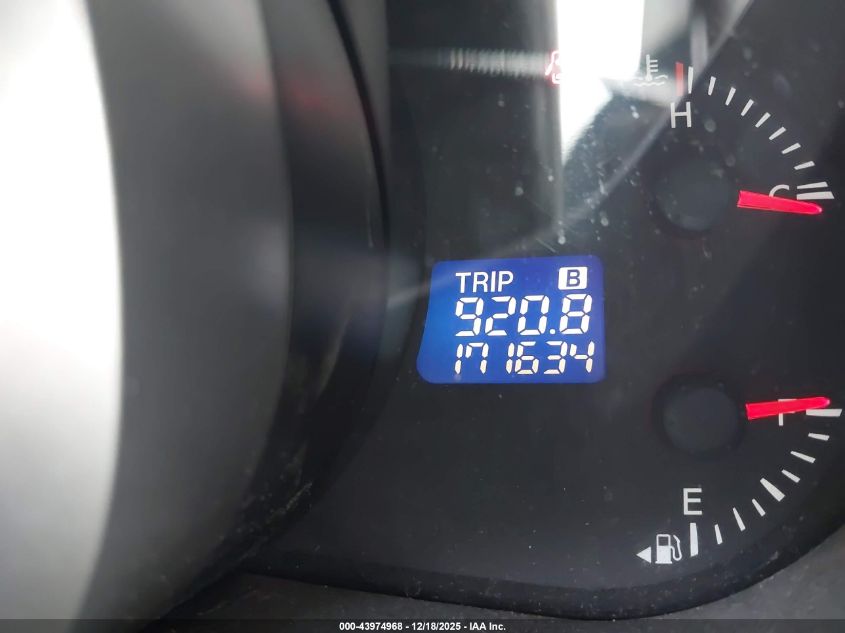 H
C
TRIP B
920.8
171634
F
E
000-43974968 • 12/18/2025 - IAA Inc.